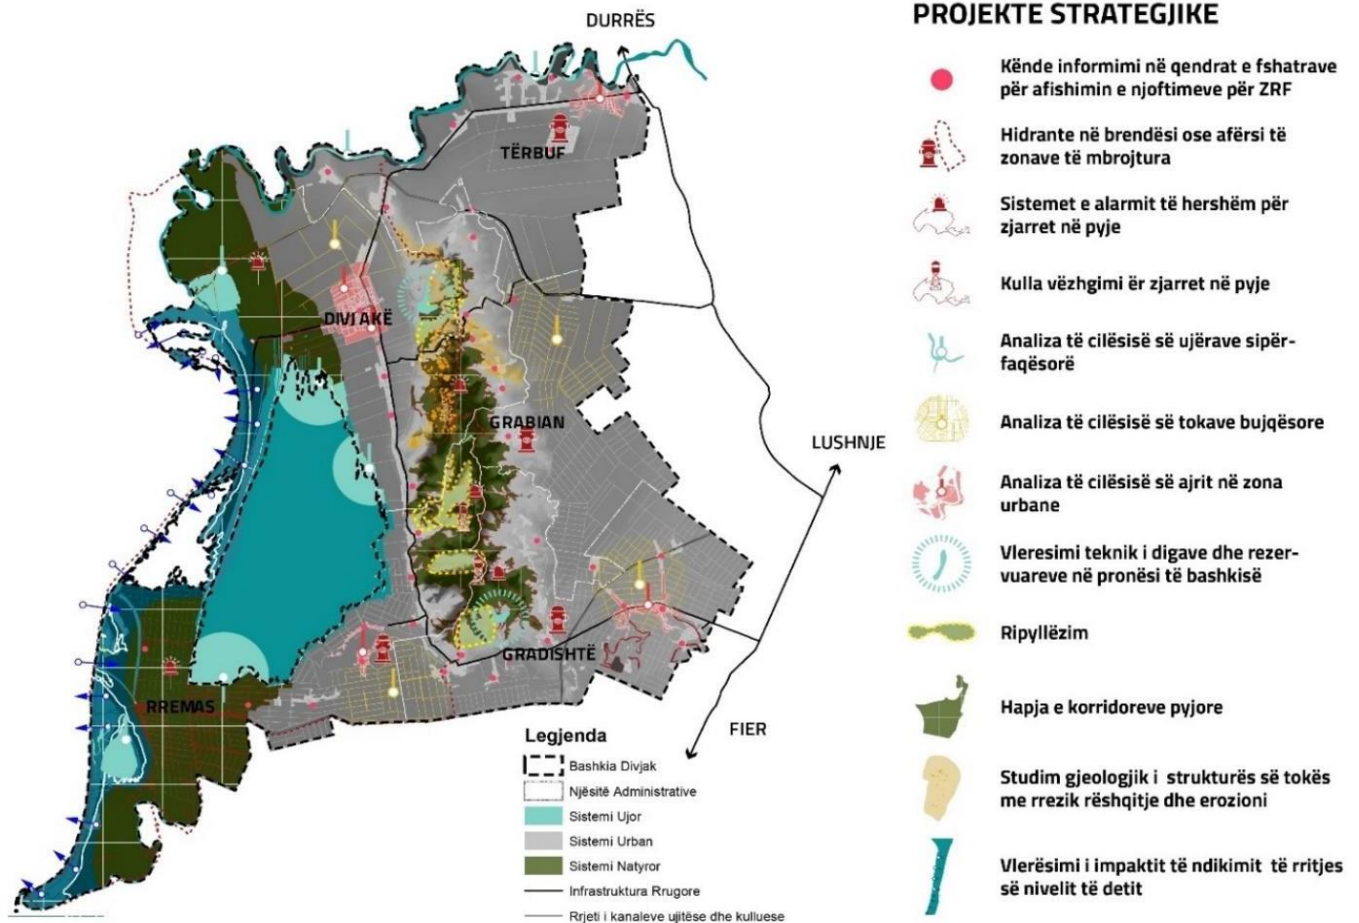 DURRËS
TËRBUF
DIVJAKË
GRABIAN
LUSHNJE
GRADISHTË
RREMAS
FIER
Legjenda
Bashkia Divjak
Njësitë Administrative
Sistemi Ujor
Sistemi Urban
Sistemi Natyror
Infrastruktura Rrugore
Rrjeti i kanaleve ujitëse dhe kulluese
PROJEKTE STRATEGJIKE
Kënde informimi në qendrat e fshatrave
për afishimin e njoftimeve për ZRF
Hidrante në brendësi ose afërsi të
zonave të mbrojtura
Sistemet e alarmit të hershëm për
zjarret në pyje
Kulla vëzhgimi ër zjarret në pyje
Analiza të cilësisë së ujërave sipër-
faqësorë
Analiza të cilësisë së tokave bujqësore
Analiza të cilësisë së ajrit në zona
urbane
Vleresimi teknik i digave dhe rezer-
vuareve në pronësi të bashkisë
Ripyllëzim
Hapja e korridoreve pyjore
Studim gjeologjik i strukturës së tokës
me rrezik rëshqitje dhe erozioni
Vlerësimi i impaktit të ndikimit të rritjes
së nivelit të detit